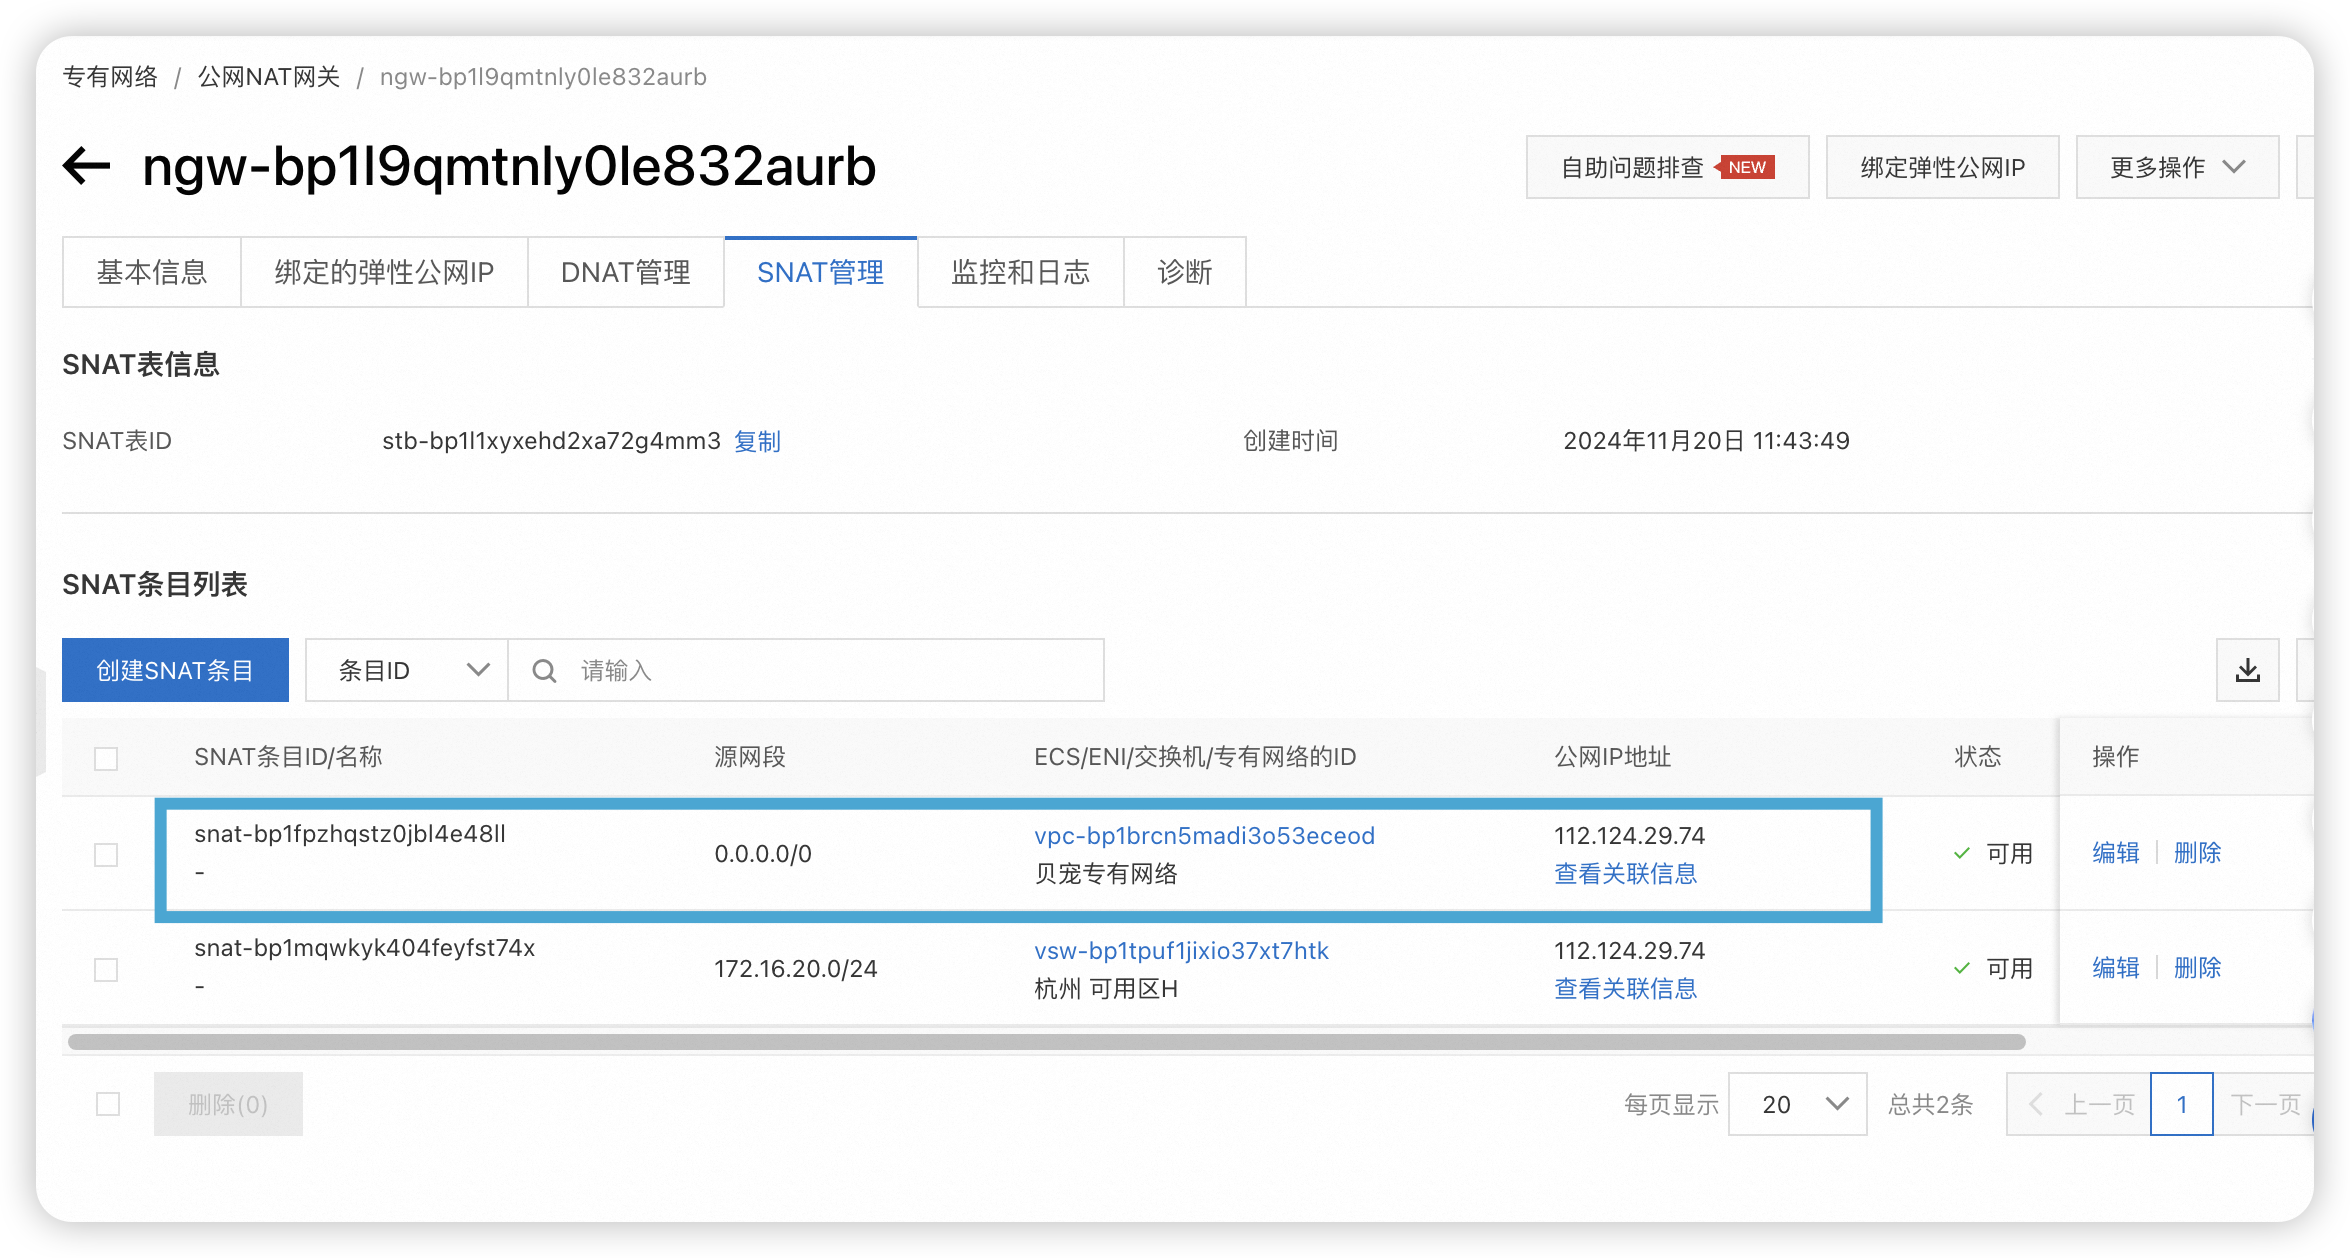 专有网络 / 公网NAT网关 / ngw-bp1l9qmtnly0le832aurb
ngw-bp1l9qmtnly0le832aurb
自助问题排查 NEW 绑定弹性公网IP 更多操作
基本信息 绑定的弹性公网IP DNAT管理 SNAT管理 监控和日志 诊断
SNAT表信息
SNAT表ID stb-bp1l1xyxehd2xa72g4mm3 复制 创建时间 2024年11月20日 11:43:49
SNAT条目列表
创建SNAT条目 条目ID 请输入
SNAT条目ID/名称 源网段 ECS/ENI/交换机/专有网络的ID 公网IP地址 状态 操作
snat-bp1fpzhqstz0jbl4e48ll 0.0.0.0/0 vpc-bp1brcn5madi3o53eceod 112.124.29.74 可用 编辑 删除
- 贝宠专有网络 查看关联信息
snat-bp1mqwkyk404feyfst74x 172.16.20.0/24 vsw-bp1tpuf1jixio37xt7htk 112.124.29.74 可用 编辑 删除
- 杭州 可用区H 查看关联信息
删除(0) 每页显示 20 总共2条 上一页 1 下一页